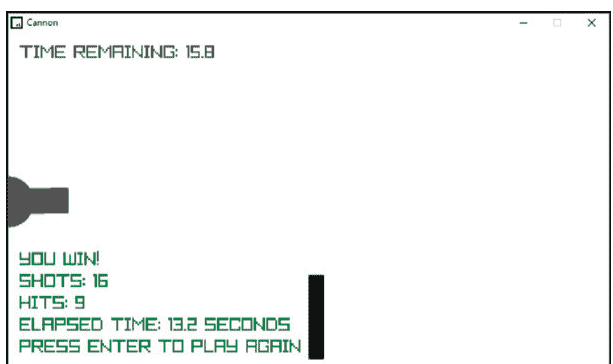 Cannon
TIME REMAINING: 15.8
YOU WIN!
SHOTS: 16
HITS: 9
ELAPSED TIME: 13.2 SECONDS
PRESS ENTER TO PLAY AGAIN